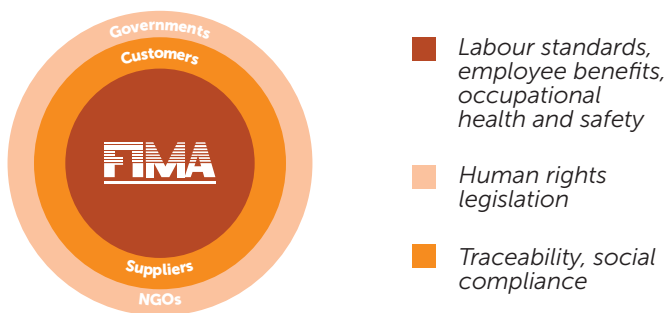 Governments
Customers
FIMA
Suppliers
NGOs
Labour standards,
employee benefits,
occupational
health and safety
Human rights
legislation
Traceability, social
compliance